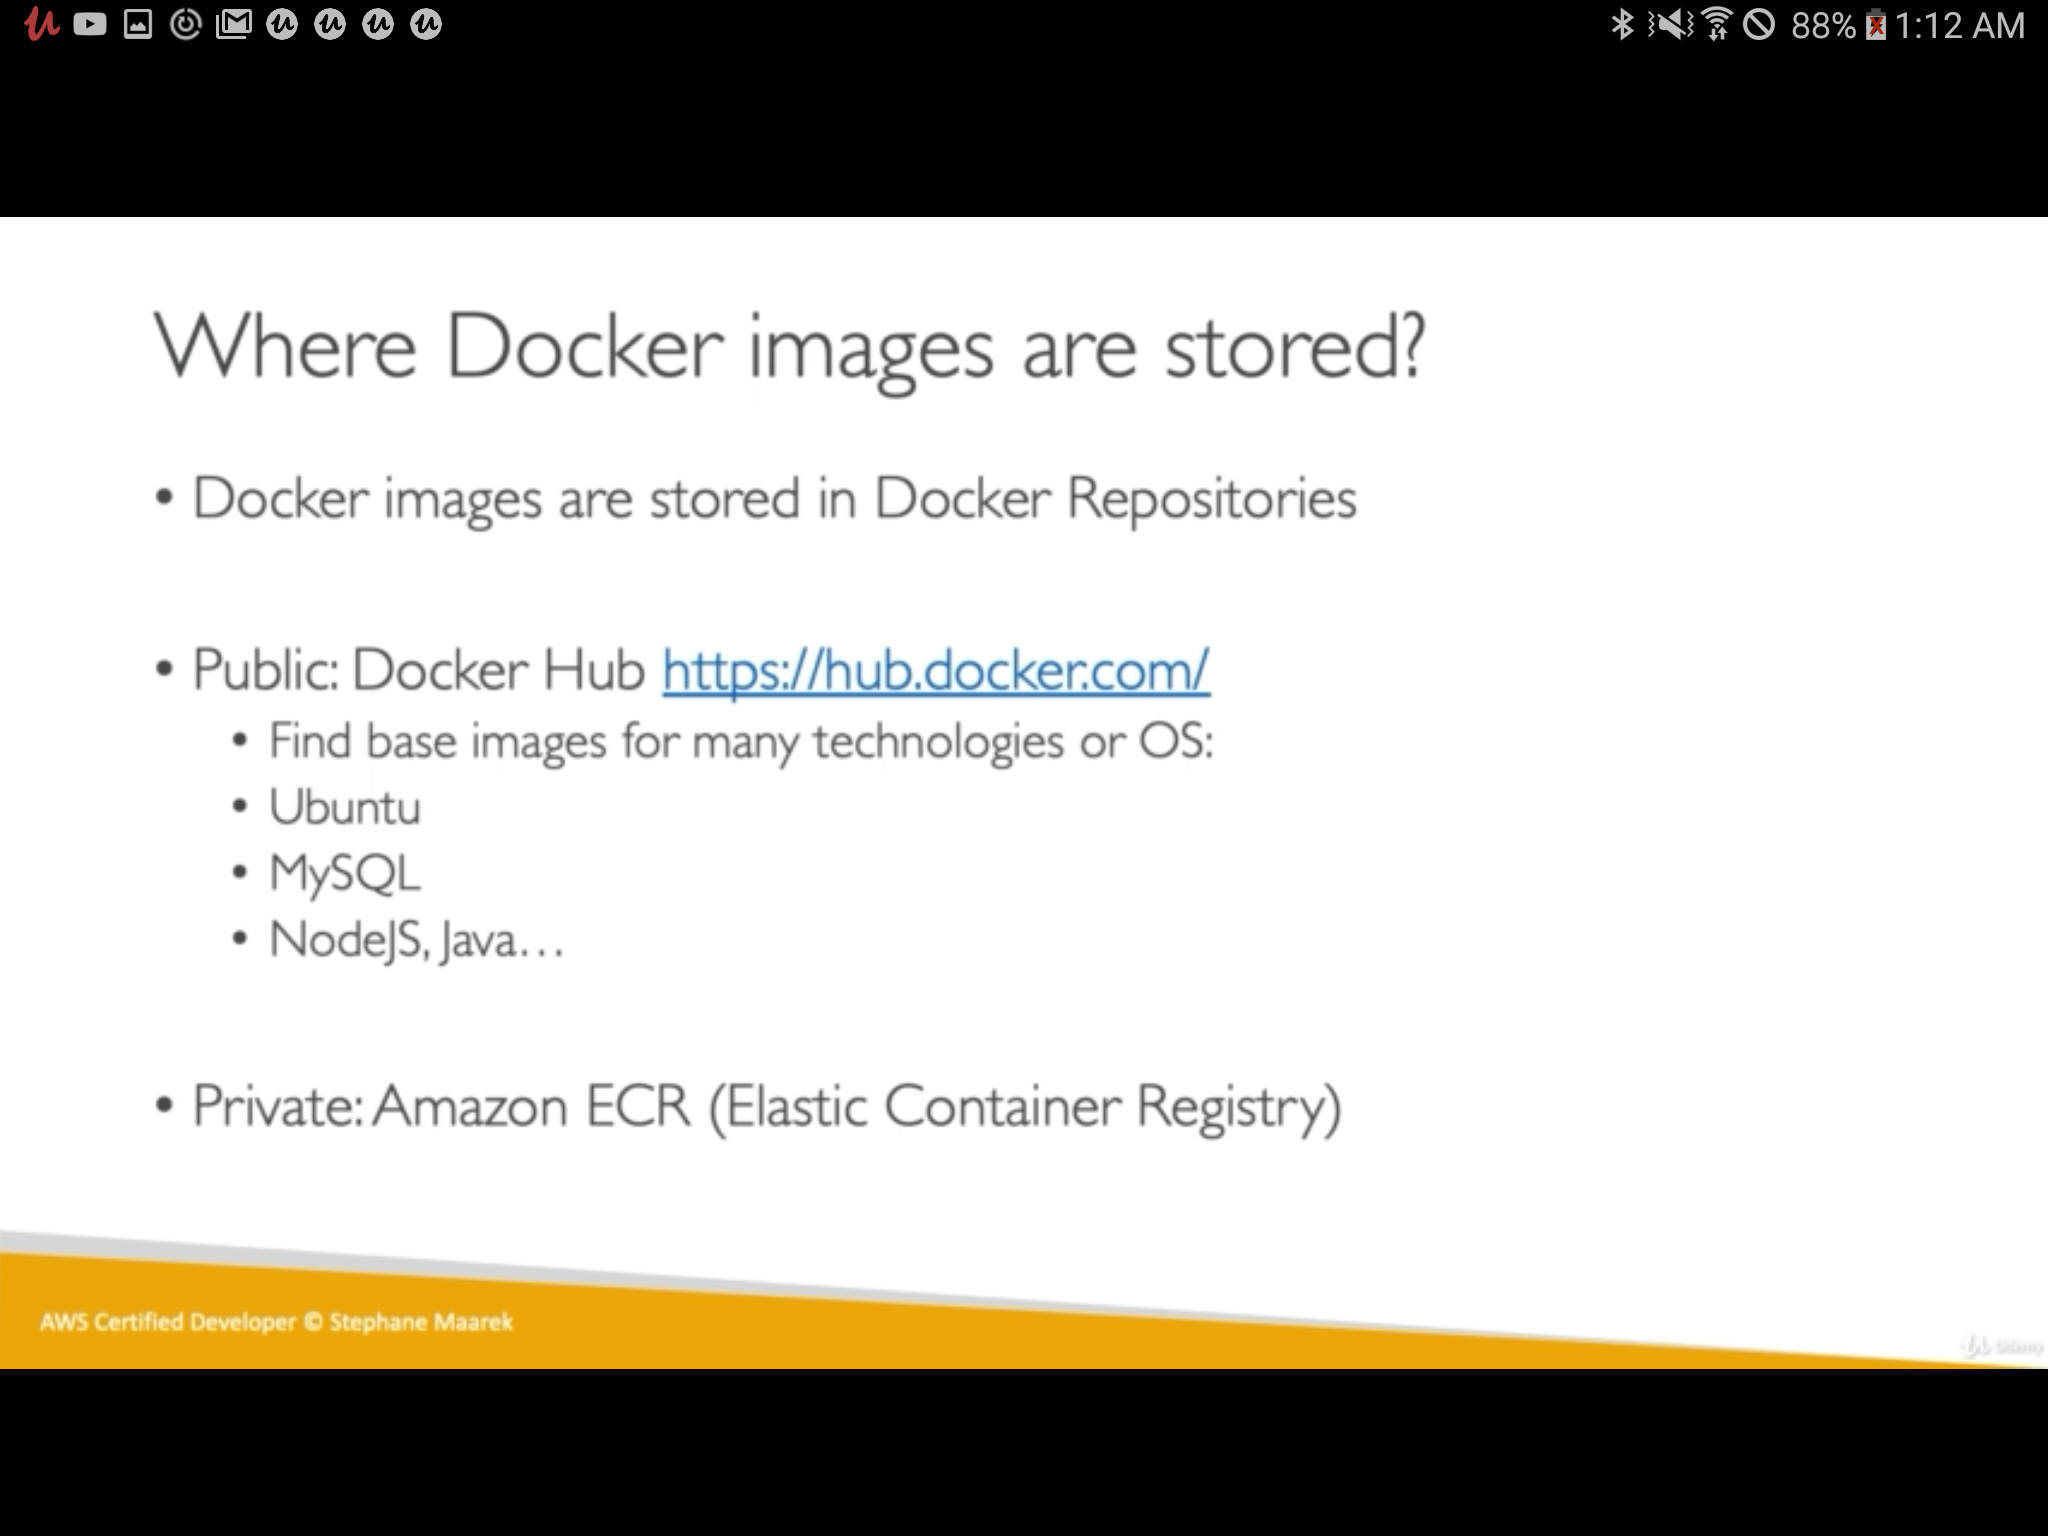 88% 1:12 AM
Where Docker images are stored?
• Docker images are stored in Docker Repositories
• Public: Docker Hub https://hub.docker.com/
• Find base images for many technologies or OS:
• Ubuntu
• MySQL
• NodeJS, Java…
• Private: Amazon ECR (Elastic Container Registry)
AWS Certified Developer © Stephane Maarek
Udemy